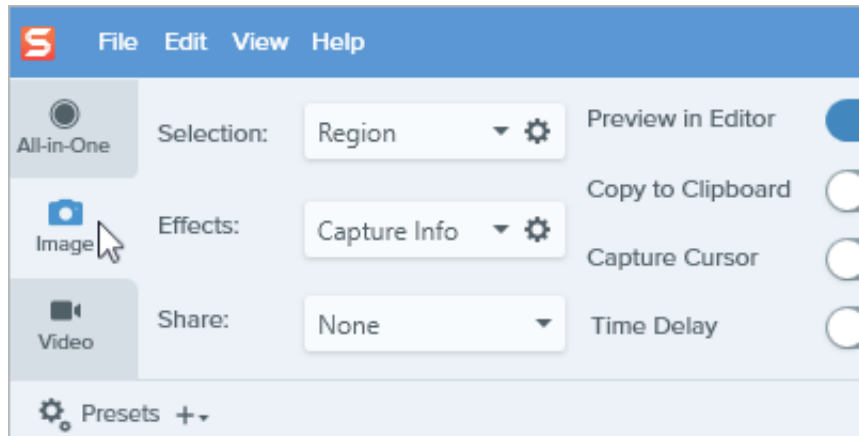 S File Edit View Help
All-in-One
Selection: Region
Preview in Editor
Copy to Clipboard
Image
Effects: Capture Info
Capture Cursor
Video
Share: None
Time Delay
Presets +